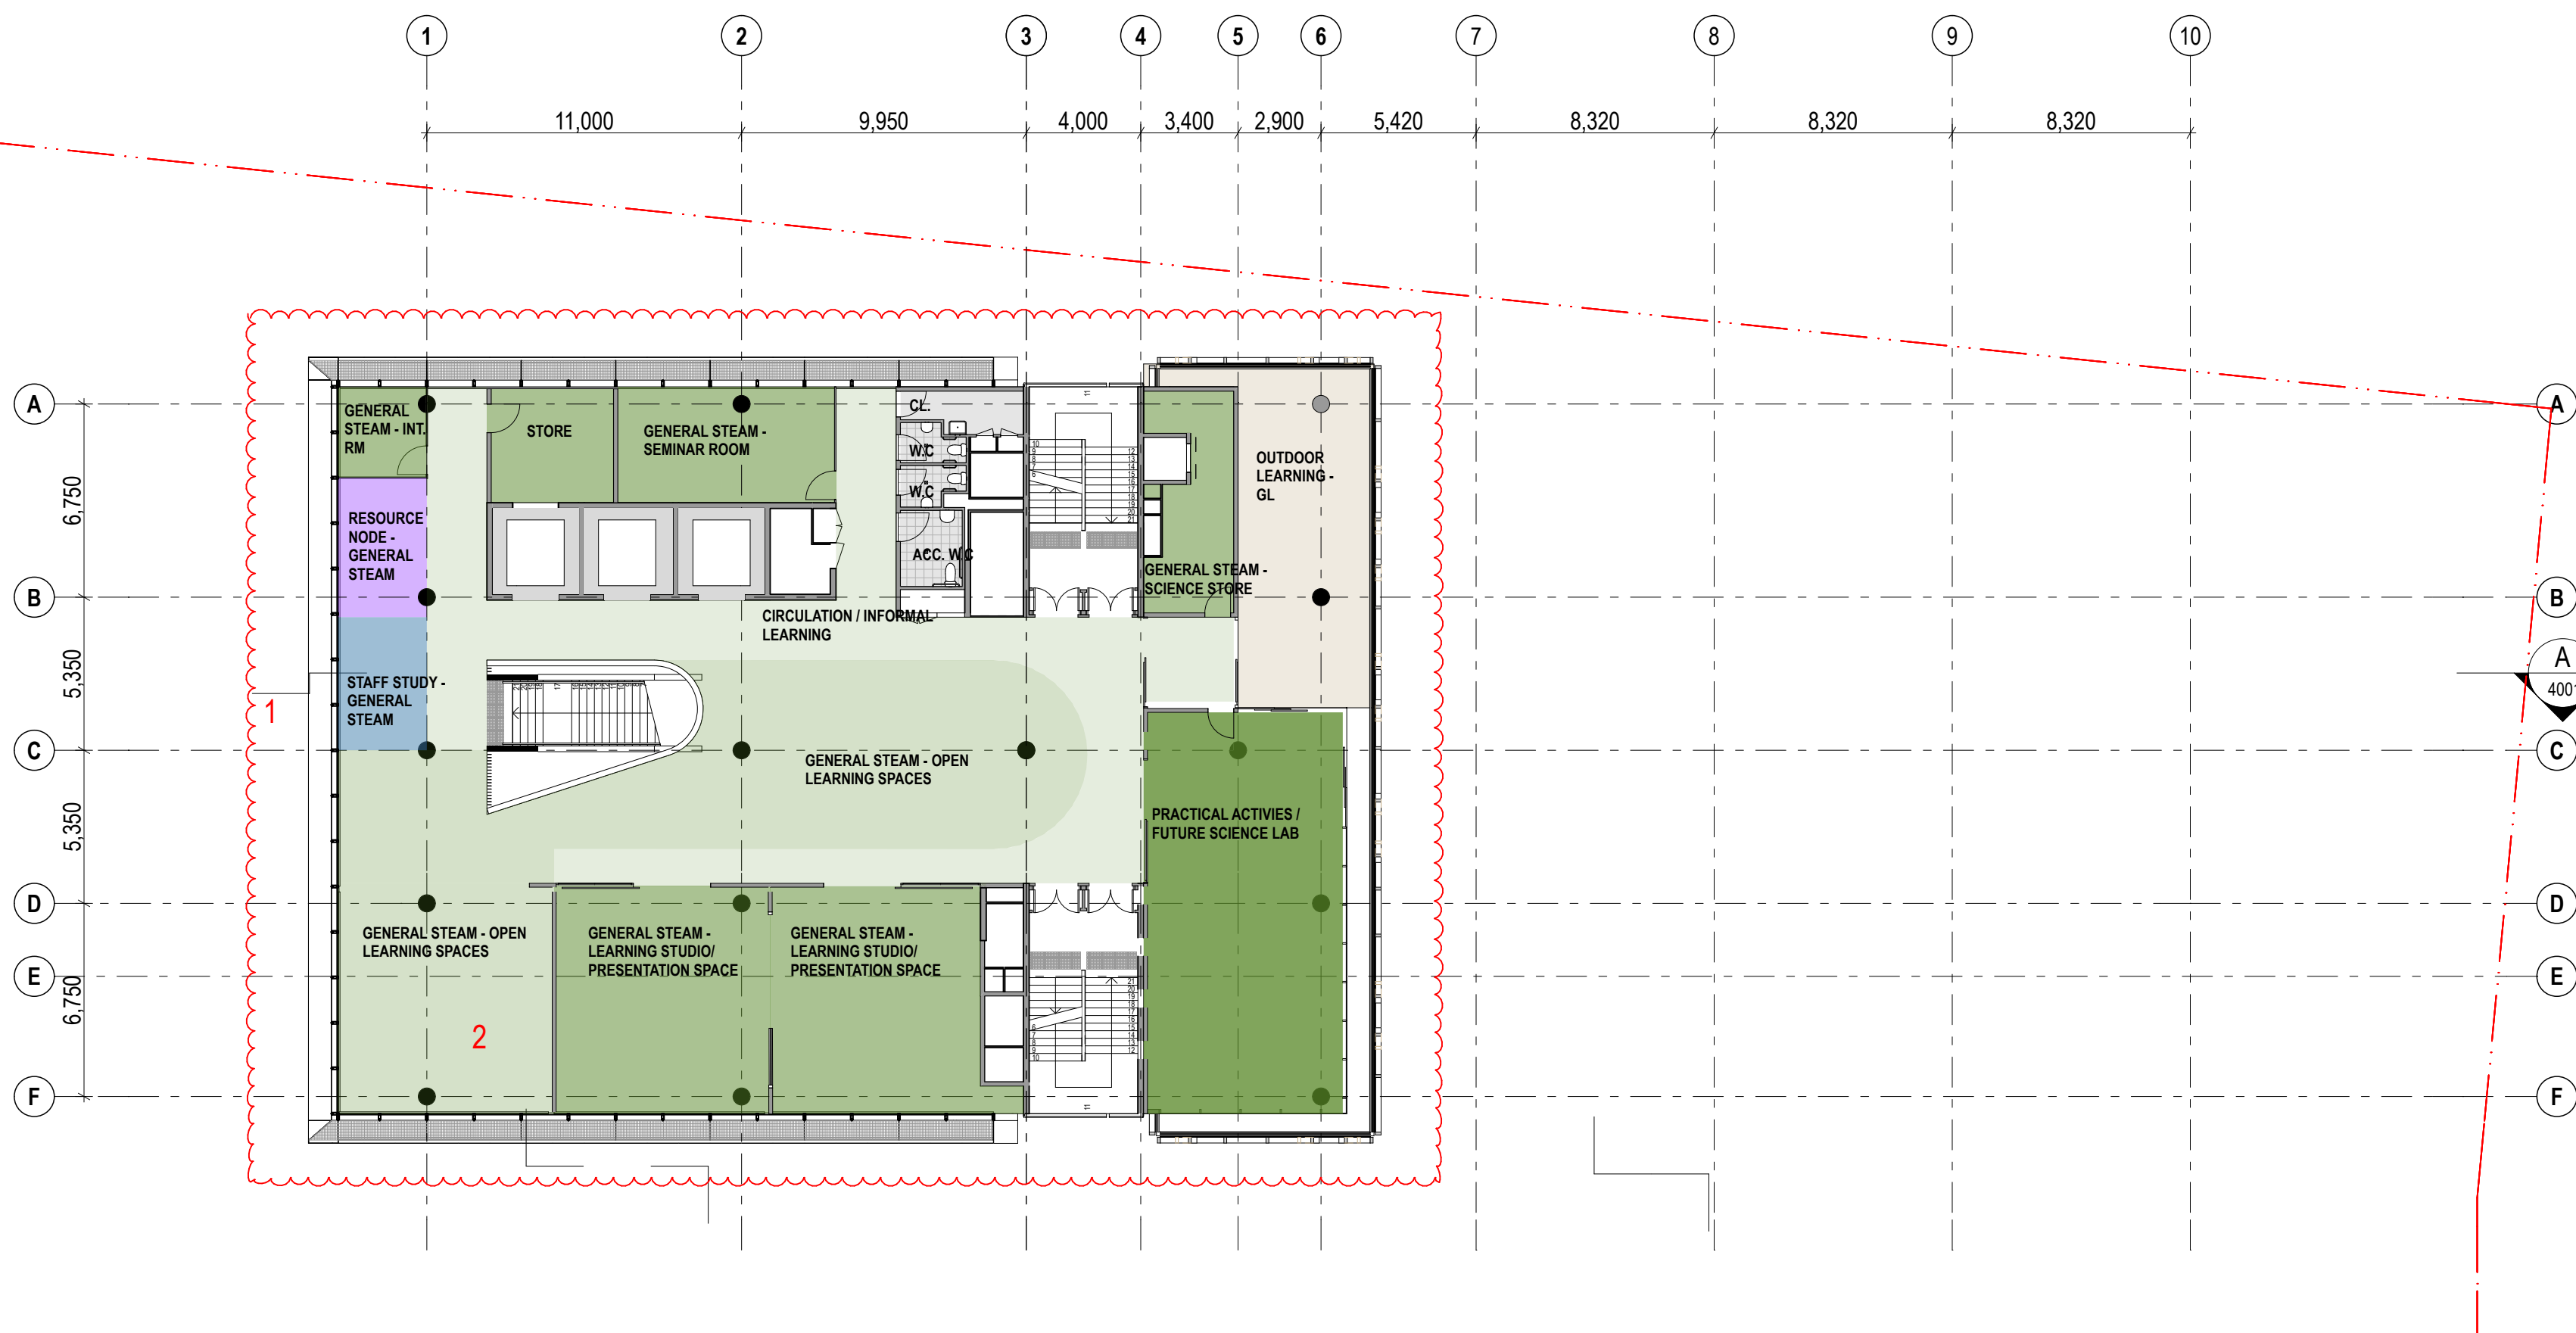 1 2 3 4 5 6 7 8 9 10
11,000 9,950 4,000 3,400 2,900 5,420 8,320 8,320 8,320
A
A
GENERAL
STEAM - INT.
RM
STORE
GENERAL STEAM -
SEMINAR ROOM
CL.
W.C
W.C
ACC. W.C
OUTDOOR
LEARNING -
GL
6,750
RESOURCE
NODE -
GENERAL
STEAM
GENERAL STEAM -
SCIENCE STORE
B
B
CIRCULATION / INFORMAL
LEARNING
5,350
STAFF STUDY -
GENERAL
STEAM
1
A
4001
C
C
GENERAL STEAM - OPEN
LEARNING SPACES
5,350
PRACTICAL ACTIVIES /
FUTURE SCIENCE LAB
D
D
GENERAL STEAM - OPEN
LEARNING SPACES
GENERAL STEAM -
LEARNING STUDIO/
PRESENTATION SPACE
GENERAL STEAM -
LEARNING STUDIO/
PRESENTATION SPACE
E
E
6,750
2
F
F